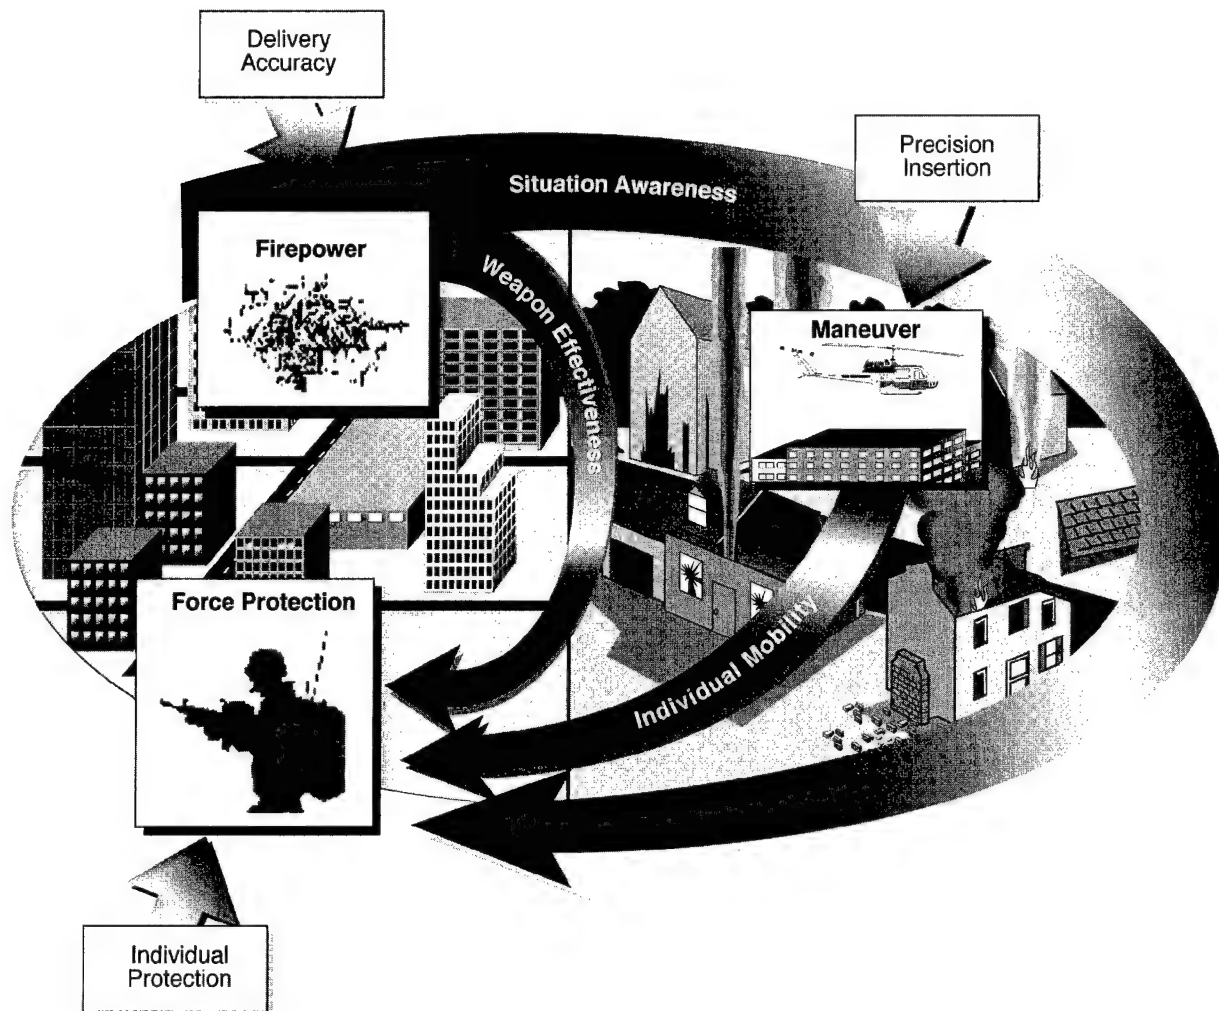 Delivery
Accuracy
Precision
Insertion
Situation Awareness
Firepower
Weapon Effectiveness
Maneuver
Force Protection
Individual Mobility
Individual
Protection